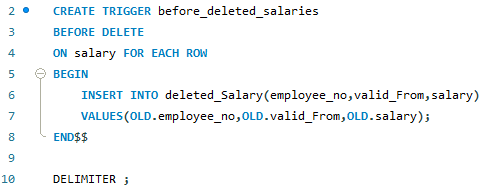 2 CREATE TRIGGER before_deleted_salaries
3 BEFORE DELETE
4 ON salary FOR EACH ROW
5 BEGIN
6 INSERT INTO deleted_Salary(employee_no,valid_From,salary)
7 VALUES(OLD.employee_no,OLD.valid_From,OLD.salary);
8 END$$
9
10 DELIMITER ;